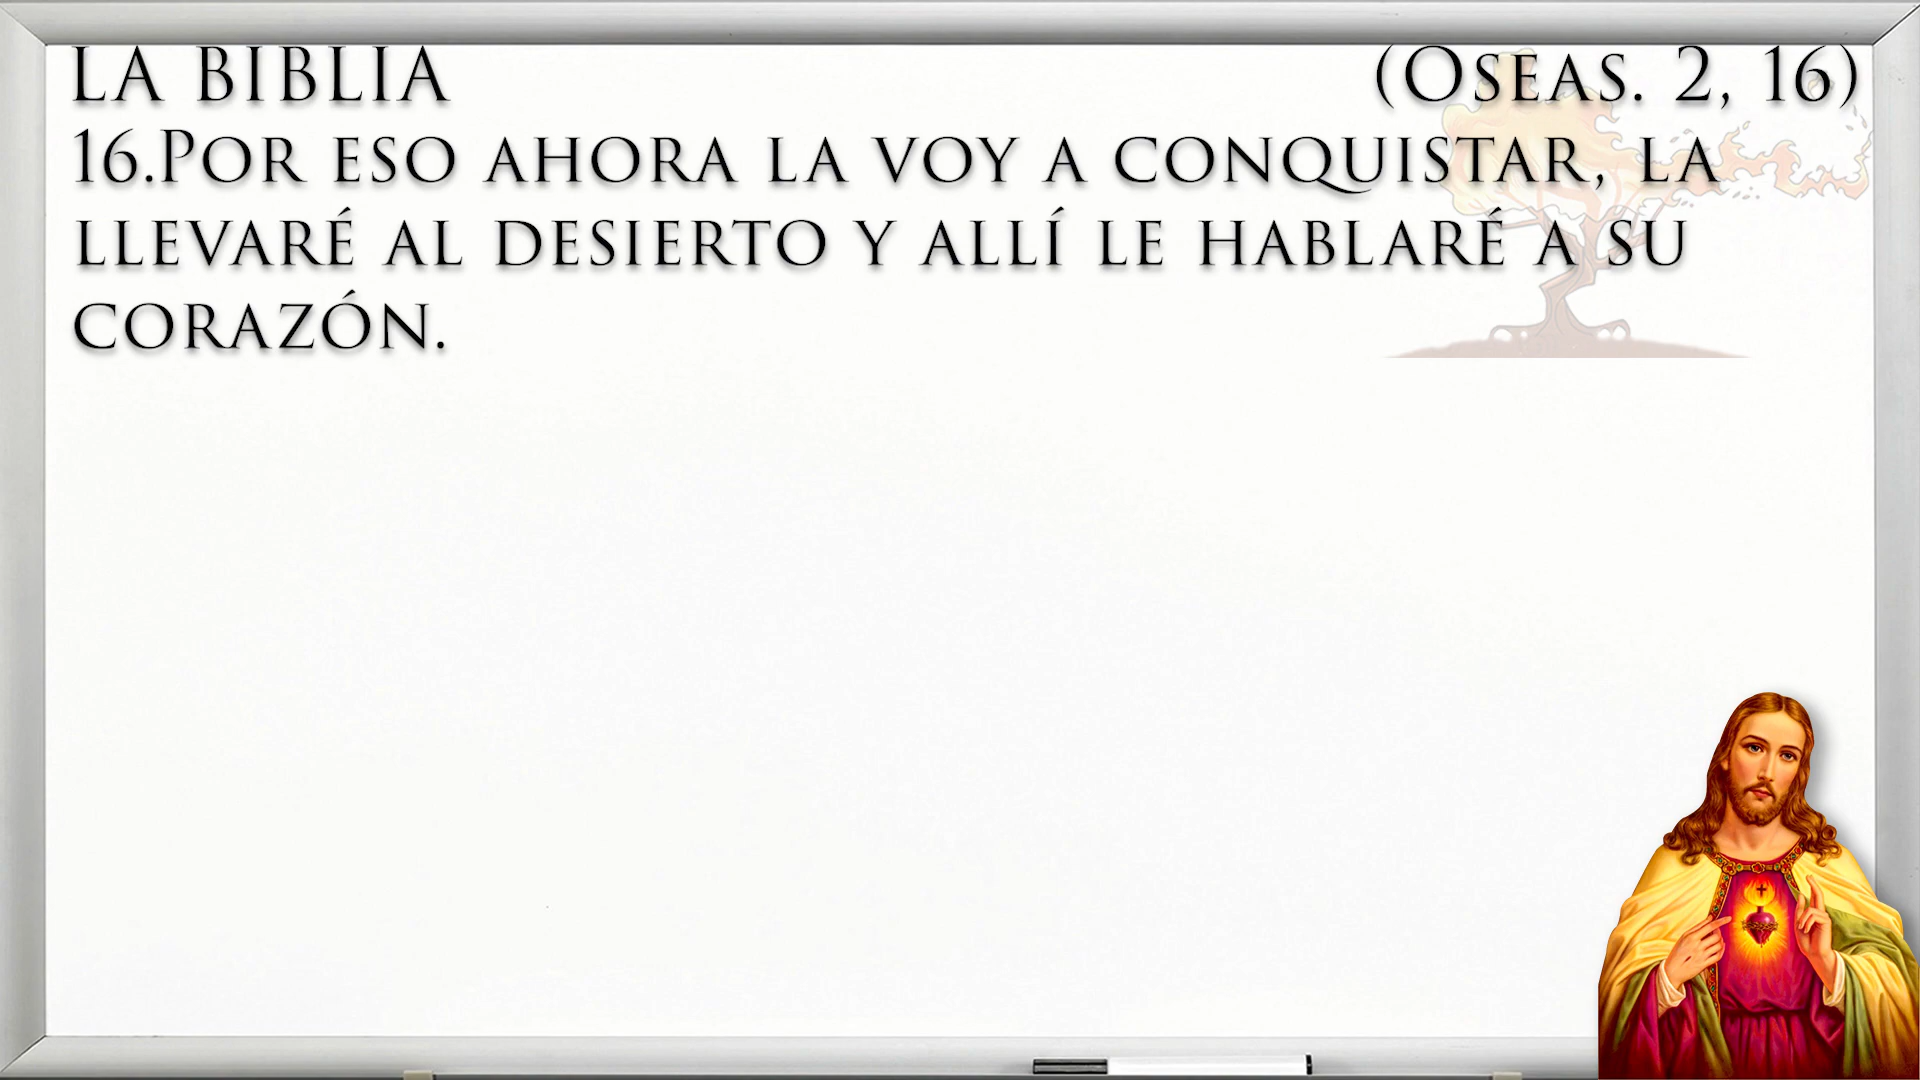 LA BIBLIA (Oseas. 2, 16)
16.Por eso ahora la voy a conquistar, la
llevaré al desierto y allí le hablaré a su
corazón.